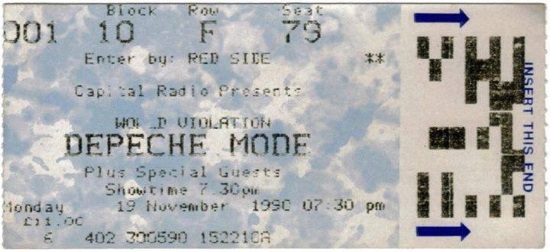 Block Row Seat
001 10 F 79
Enter by: RED SIDE **
Capital Radio Presents
WORLD VIOLATION
DEPECHE MODE
Plus Special Guests
Showtime 7.30pm
Monday 19 November 1990 07:30 pm
£11.00
6 402 300590 152210A
INSERT THIS END